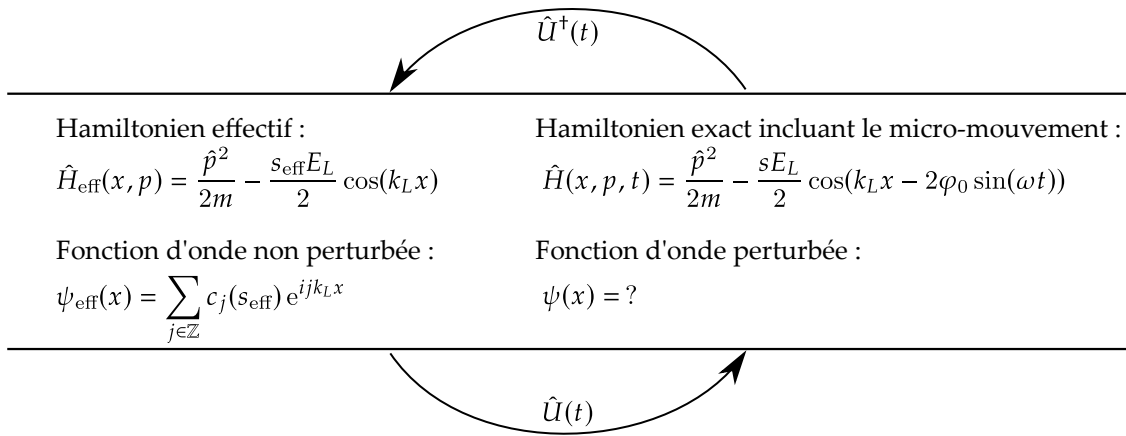 Û†(t)
Hamiltonien effectif :
Ĥ_eff(x, p) = p̂²/2m − (s_eff E_L)/2 cos(k_L x)
Fonction d'onde non perturbée :
ψ_eff(x) = ∑_{j∈ℤ} c_j(s_eff) e^{ijk_L x}
Hamiltonien exact incluant le micro-mouvement :
Ĥ(x, p, t) = p̂²/2m − (sE_L)/2 cos(k_L x − 2φ₀ sin(ωt))
Fonction d'onde perturbée :
ψ(x) = ?
Û(t)